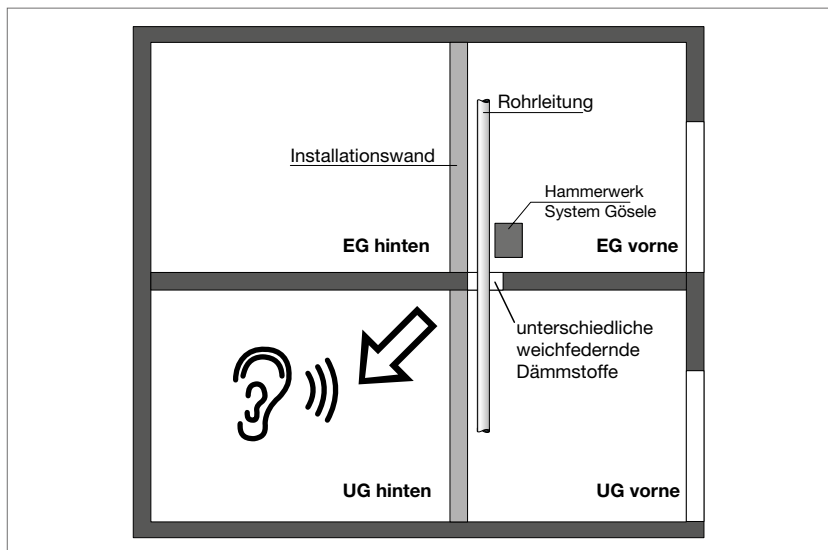 Rohrleitung
Installationswand
Hammerwerk
System Gösele
EG hinten
EG vorne
unterschiedliche
weichfedernde
Dämmstoffe
UG hinten
UG vorne